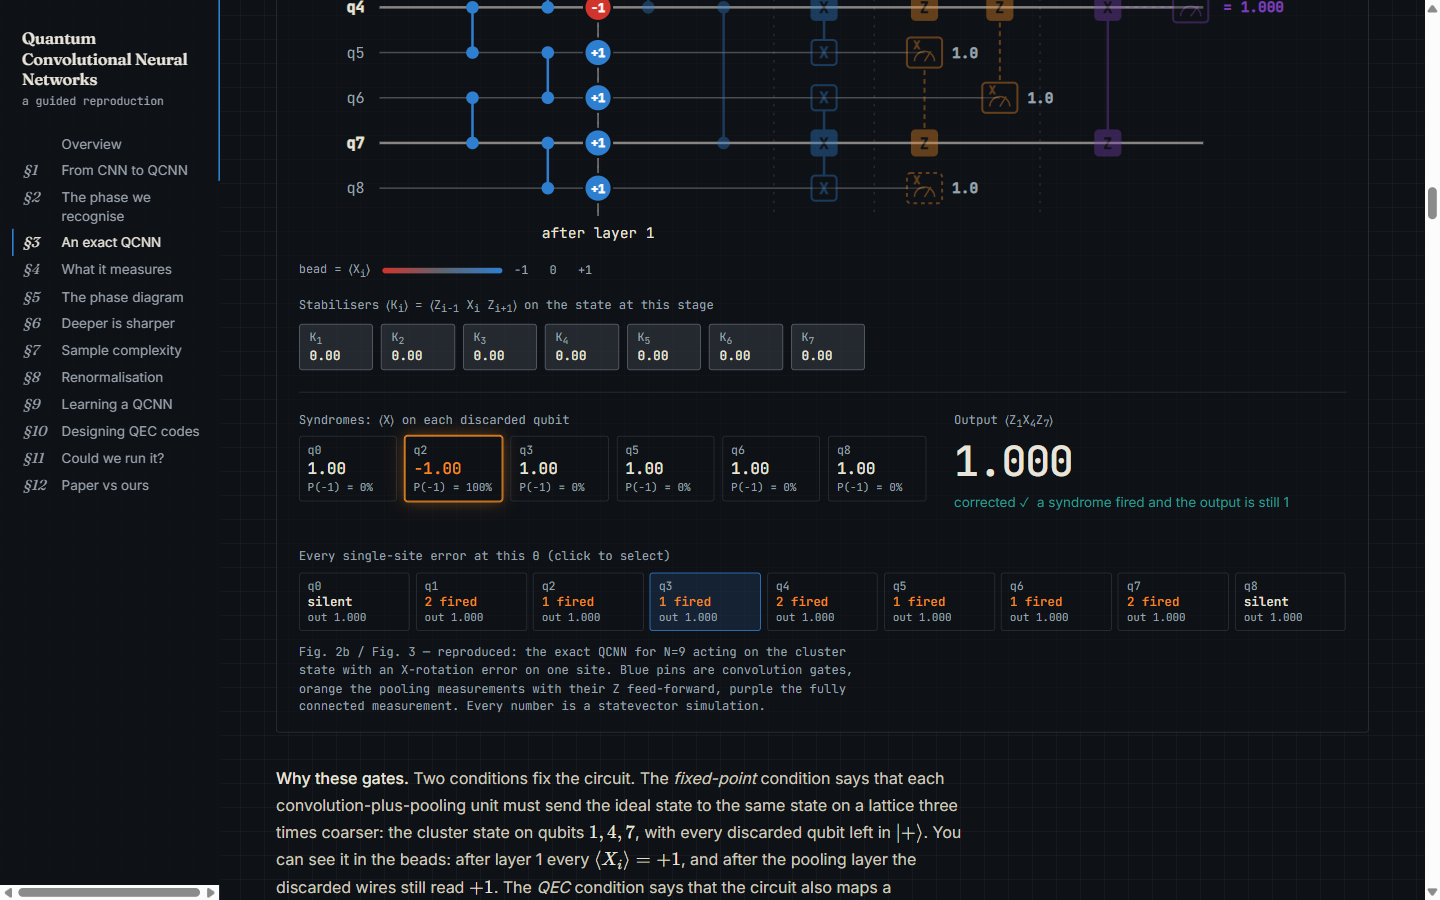 Quantum
Convolutional Neural
Networks
a guided reproduction
Overview
§1 From CNN to QCNN
§2 The phase we
recognise
§3 An exact QCNN
§4 What it measures
§5 The phase diagram
§6 Deeper is sharper
§7 Sample complexity
§8 Renormalisation
§9 Learning a QCNN
§10 Designing QEC codes
§11 Could we run it?
§12 Paper vs ours
q4 -1 X Z Z X = 1.000
q5 +1 X X 1.0
q6 +1 X X 1.0
q7 +1 X Z Z
q8 +1 X X 1.0
after layer 1
bead = ⟨Xi⟩ -1 0 +1
Stabilisers ⟨Ki⟩ = ⟨Zi-1 Xi Zi+1⟩ on the state at this stage
K1 K2 K3 K4 K5 K6 K7
0.00 0.00 0.00 0.00 0.00 0.00 0.00
Syndromes: ⟨X⟩ on each discarded qubit
q0 q2 q3 q5 q6 q8
1.00 -1.00 1.00 1.00 1.00 1.00
P(-1) = 0% P(-1) = 100% P(-1) = 0% P(-1) = 0% P(-1) = 0% P(-1) = 0%
Output ⟨Z1X4Z7⟩
1.000
corrected ✓ a syndrome fired and the output is still 1
Every single-site error at this θ (click to select)
q0 q1 q2 q3 q4 q5 q6 q7 q8
silent 2 fired 1 fired 1 fired 2 fired 1 fired 1 fired 2 fired silent
out 1.000 out 1.000 out 1.000 out 1.000 out 1.000 out 1.000 out 1.000 out 1.000 out 1.000
Fig. 2b / Fig. 3 — reproduced: the exact QCNN for N=9 acting on the cluster
state with an X-rotation error on one site. Blue pins are convolution gates,
orange the pooling measurements with their Z feed-forward, purple the fully
connected measurement. Every number is a statevector simulation.
Why these gates. Two conditions fix the circuit. The fixed-point condition says that each
convolution-plus-pooling unit must send the ideal state to the same state on a lattice three
times coarser: the cluster state on qubits 1, 4, 7, with every discarded qubit left in |+⟩. You
can see it in the beads: after layer 1 every ⟨Xi⟩ = +1, and after the pooling layer the
discarded wires still read +1. The QEC condition says that the circuit also maps a